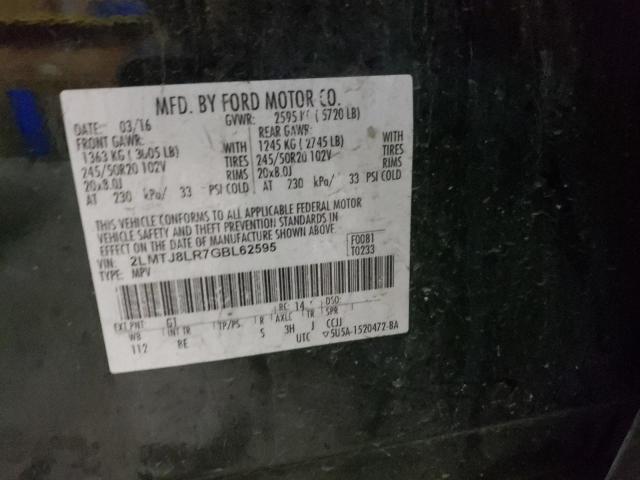 MFD. BY FORD MOTOR CO.
DATE: 03/16 GVWR: 2595 KG ( 5720 LB)
FRONT GAWR: REAR GAWR:
1363 KG ( 3005 LB) WITH 1245 KG ( 2745 LB) WITH
245/50R20 102V TIRES 245/50R20 102V TIRES
20x8.0J RIMS 20x8.0J RIMS
AT 230 kPa/ 33 PSI COLD AT 230 kPa/ 33 PSI COLD
THIS VEHICLE CONFORMS TO ALL APPLICABLE FEDERAL MOTOR
VEHICLE SAFETY AND THEFT PREVENTION STANDARDS IN
EFFECT ON THE DATE OF MANUFACTURE SHOWN ABOVE.
VIN: 2LMTJ8LR7GBL62595 F0081
TYPE: MPV T0233
EXT PNT: G1 RC: 14 DSO:
WB INT TR TP/PS R AXLE TR SPR
112 RE S 3H J CCJJ
UTC ▽5U5A-1520472-BA